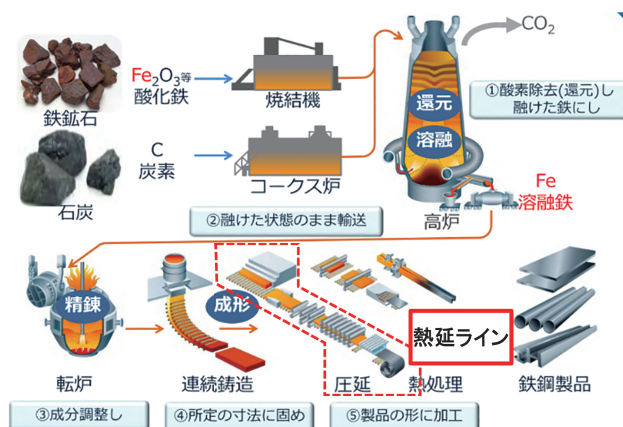 CO2
Fe2O3等
酸化鉄
鉄鉱石
焼結機
還元
溶融
①酸素除去(還元)し
融けた鉄にし
C
炭素
石炭
コークス炉
高炉
Fe
溶融鉄
②融けた状態のまま輸送
精錬
成形
熱延ライン
転炉
連続鋳造
圧延
熱処理
鉄鋼製品
③成分調整し
④所定の寸法に固め
⑤製品の形に加工